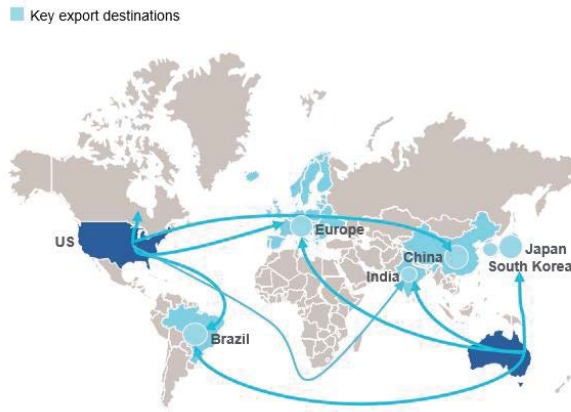 Key export destinations
US
Europe
China
Japan
India
South Korea
Brazil